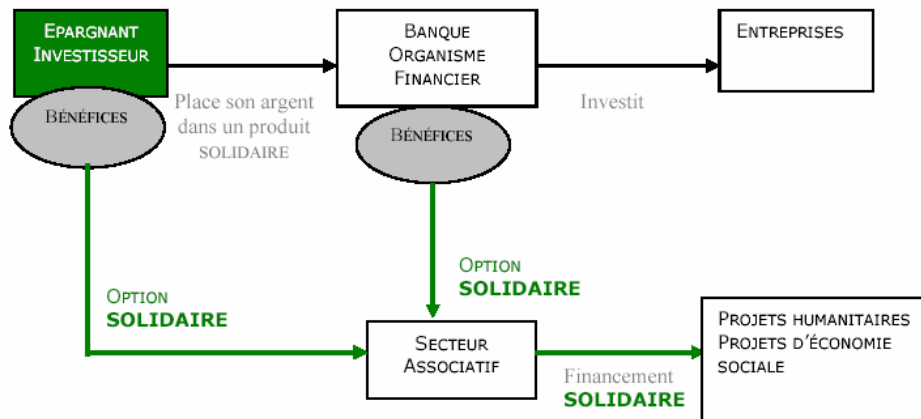 EPARGNANT
INVESTISSEUR
BANQUE
ORGANISME
FINANCIER
ENTREPRISES
Place son argent
dans un produit
SOLIDAIRE
Investit
BÉNÉFICES
BÉNÉFICES
OPTION
SOLIDAIRE
OPTION
SOLIDAIRE
SECTEUR
ASSOCIATIF
Financement
SOLIDAIRE
PROJETS HUMANITAIRES
PROJETS D'ÉCONOMIE
SOCIALE